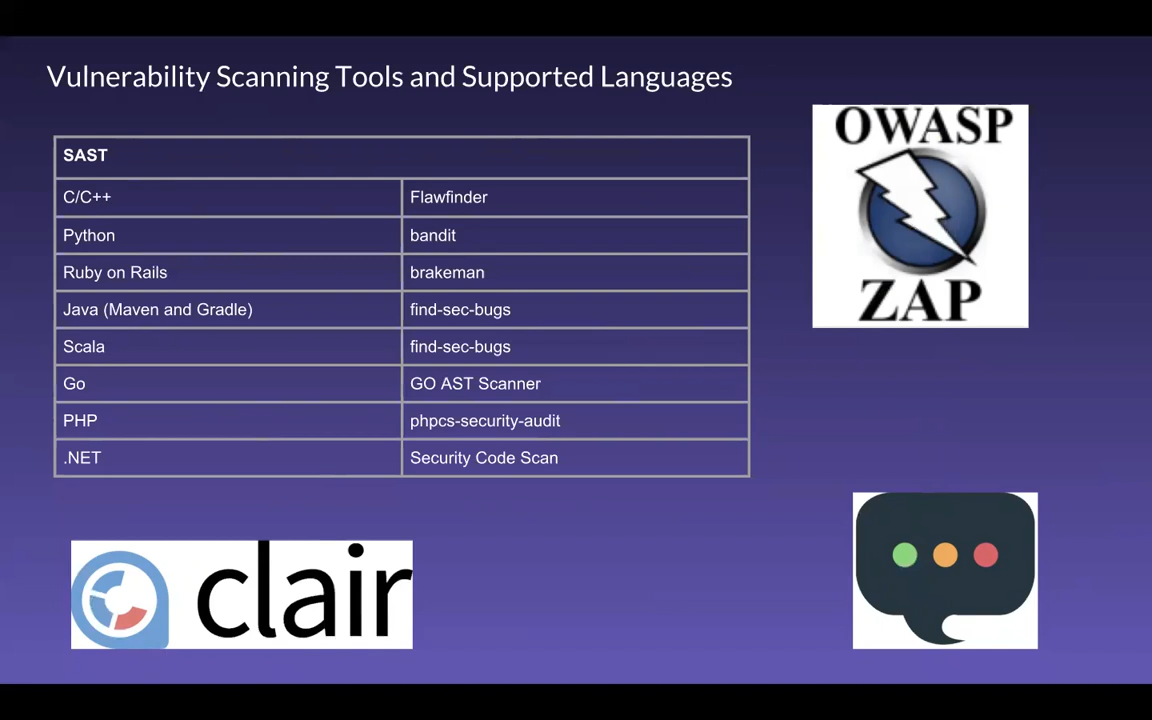 Vulnerability Scanning Tools and Supported Languages
SAST
C/C++ Flawfinder
Python bandit
Ruby on Rails brakeman
Java (Maven and Gradle) find-sec-bugs
Scala find-sec-bugs
Go GO AST Scanner
PHP phpcs-security-audit
.NET Security Code Scan
OWASP
ZAP
clair